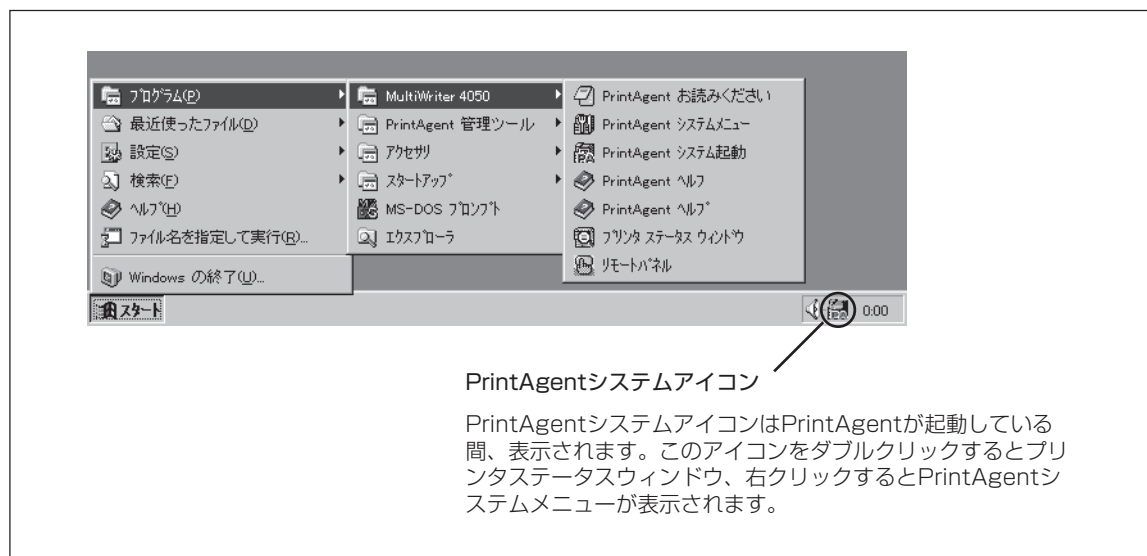 プログラム(P)
最近使ったファイル(D)
設定(S)
検索(F)
ヘルプ(H)
ファイル名を指定して実行(R)...
Windows の終了(U)...
MultiWriter 4050
PrintAgent 管理ツール
アクセサリ
スタートアップ
MS-DOS プロンプト
エクスプローラ
PrintAgent お読みください
PrintAgent システムメニュー
PrintAgent システム起動
PrintAgent ヘルプ
PrintAgent ヘルプ
プリンタ ステータス ウィンドウ
リモートパネル
スタート
0:00
PrintAgentシステムアイコン
PrintAgentシステムアイコンはPrintAgentが起動している
間、表示されます。このアイコンをダブルクリックするとプリ
ンタステータスウィンドウ、右クリックするとPrintAgentシ
ステムメニューが表示されます。